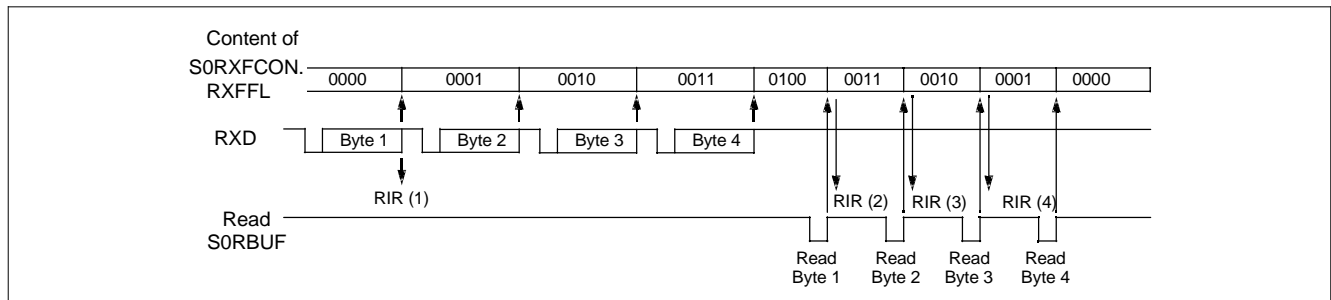 Content of
S0RXFCON.
RXFFL
0000 0001 0010 0011 0100 0011 0010 0001 0000
RXD
Byte 1 Byte 2 Byte 3 Byte 4
RIR (1)
RIR (2) RIR (3) RIR (4)
Read
S0RBUF
Read Read Read Read
Byte 1 Byte 2 Byte 3 Byte 4